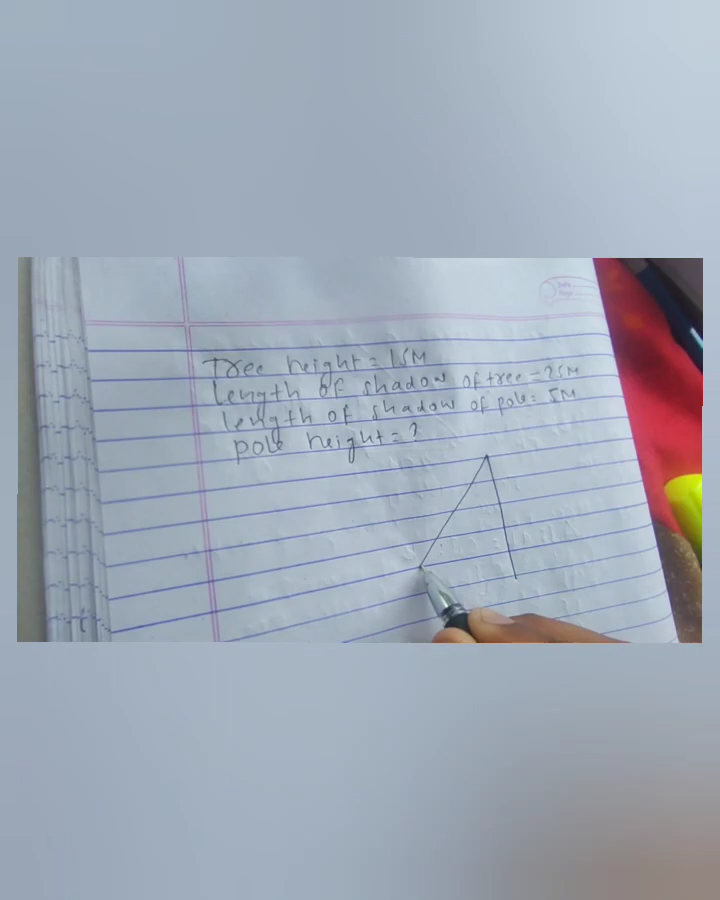 Tree height = 15M
length of shadow of tree = 25M
length of shadow of pole = 5M
pole height = ?